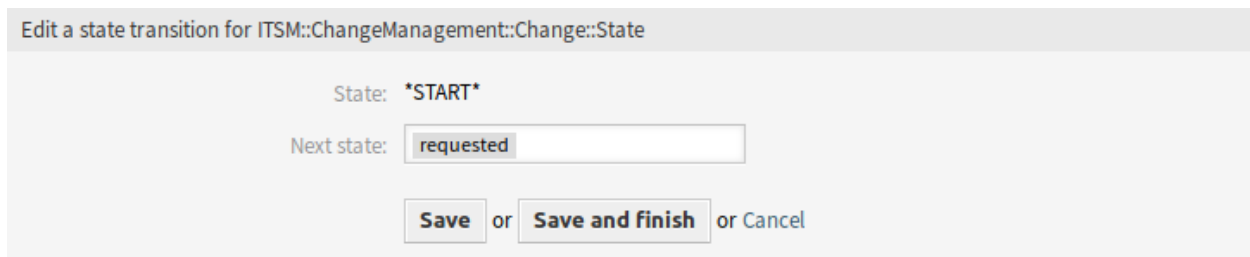 Edit a state transition for ITSM::ChangeManagement::Change::State
State: *START*
Next state: requested
Save or Save and finish or Cancel